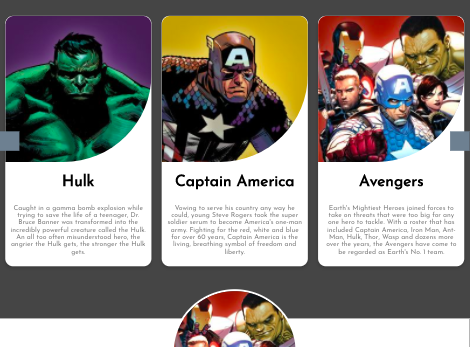 Hulk
Caught in a gamma bomb explosion while
trying to save the life of a teenager, Dr.
Bruce Banner was transformed into the
incredibly powerful creature called the Hulk.
An all too often misunderstood hero, the
angrier the Hulk gets, the stronger the Hulk
gets.
Captain America
Vowing to serve his country any way he
could, young Steve Rogers took the super
soldier serum to become America's one-man
army. Fighting for the red, white and blue
for over 60 years, Captain America is the
living, breathing symbol of freedom and
liberty.
Avengers
Earth's Mightiest Heroes joined forces to
take on threats that were too big for any
one hero to tackle. With a roster that has
included Captain America, Iron Man, Ant-
Man, Hulk, Thor, Wasp and dozens more
over the years, the Avengers have come to
be regarded as Earth's No. 1 team.